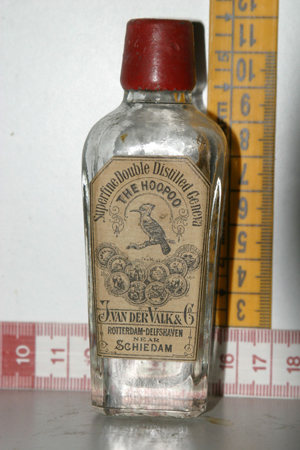 Superfine Double Distilled Geneva
THE HOOPOO
J. VAN DER VALK & Co
ROTTERDAM-DELFSHAVEN
NEAR
SCHIEDAM
12
11
10
9
8
7
6
5
4
3
10
11
16
17
18